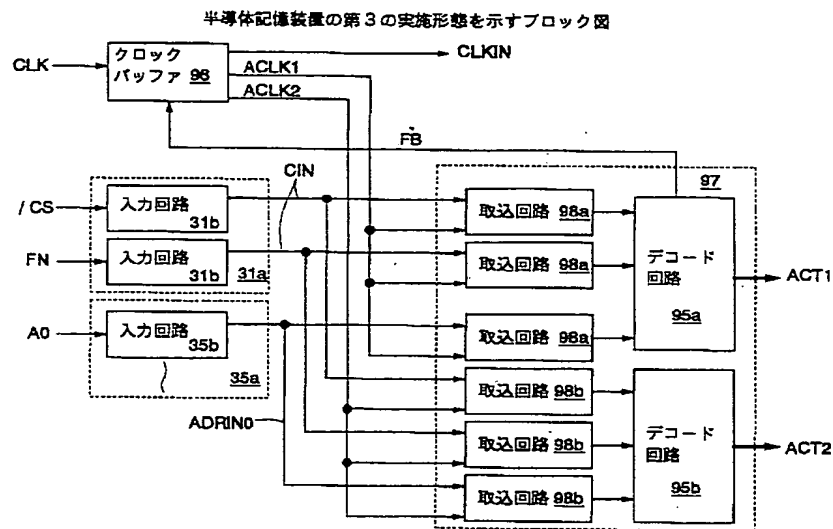 半導体記憶装置の第3の実施形態を示すブロック図
CLK
クロック
バッファ 96
CLKIN
ACLK1
ACLK2
FB
CIN
97
/CS
入力回路
31b
FN
入力回路
31b
31a
A0
入力回路
35b
35a
ADRIN0
取込回路 98a
取込回路 98a
取込回路 98a
デコード
回路
95a
ACT1
取込回路 98b
取込回路 98b
取込回路 98b
デコード
回路
95b
ACT2